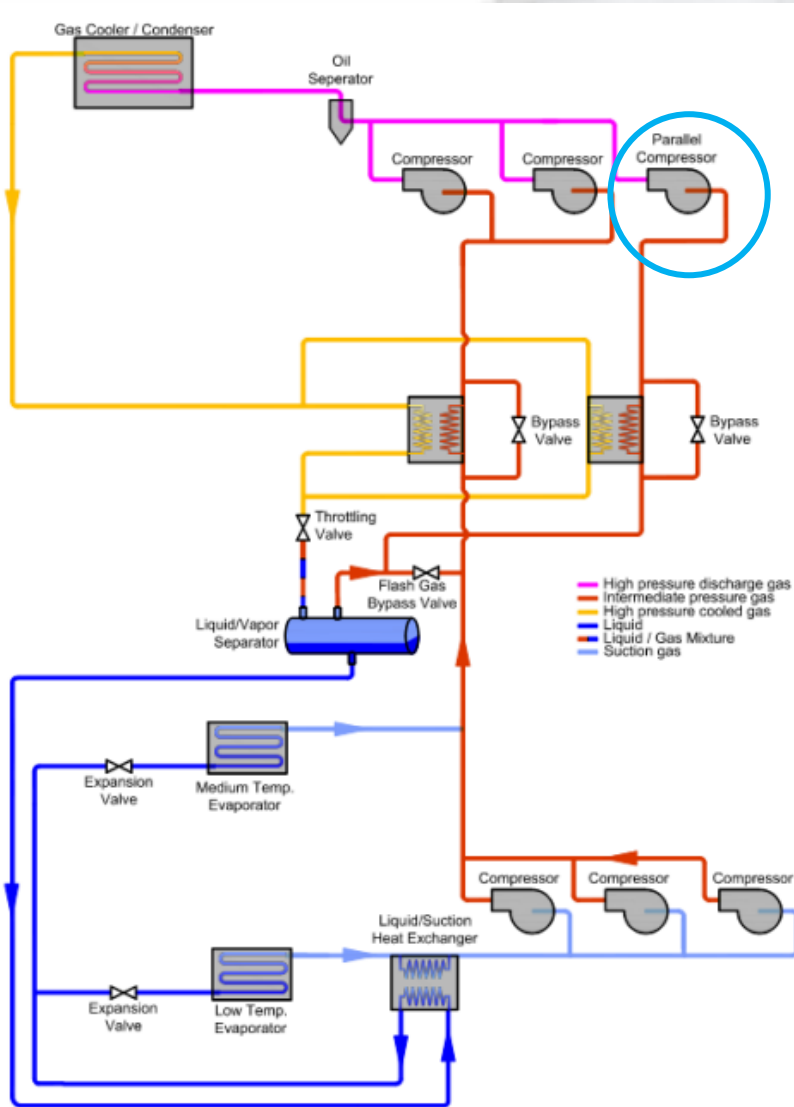 Gas Cooler / Condenser
Oil
Seperator
Compressor
Compressor
Parallel
Compressor
Bypass
Valve
Bypass
Valve
Throttling
Valve
Flash Gas
Bypass Valve
Liquid/Vapor
Separator
High pressure discharge gas
Intermediate pressure gas
High pressure cooled gas
Liquid
Liquid / Gas Mixture
Suction gas
Expansion
Valve
Medium Temp.
Evaporator
Compressor
Compressor
Compressor
Liquid/Suction
Heat Exchanger
Expansion
Valve
Low Temp.
Evaporator